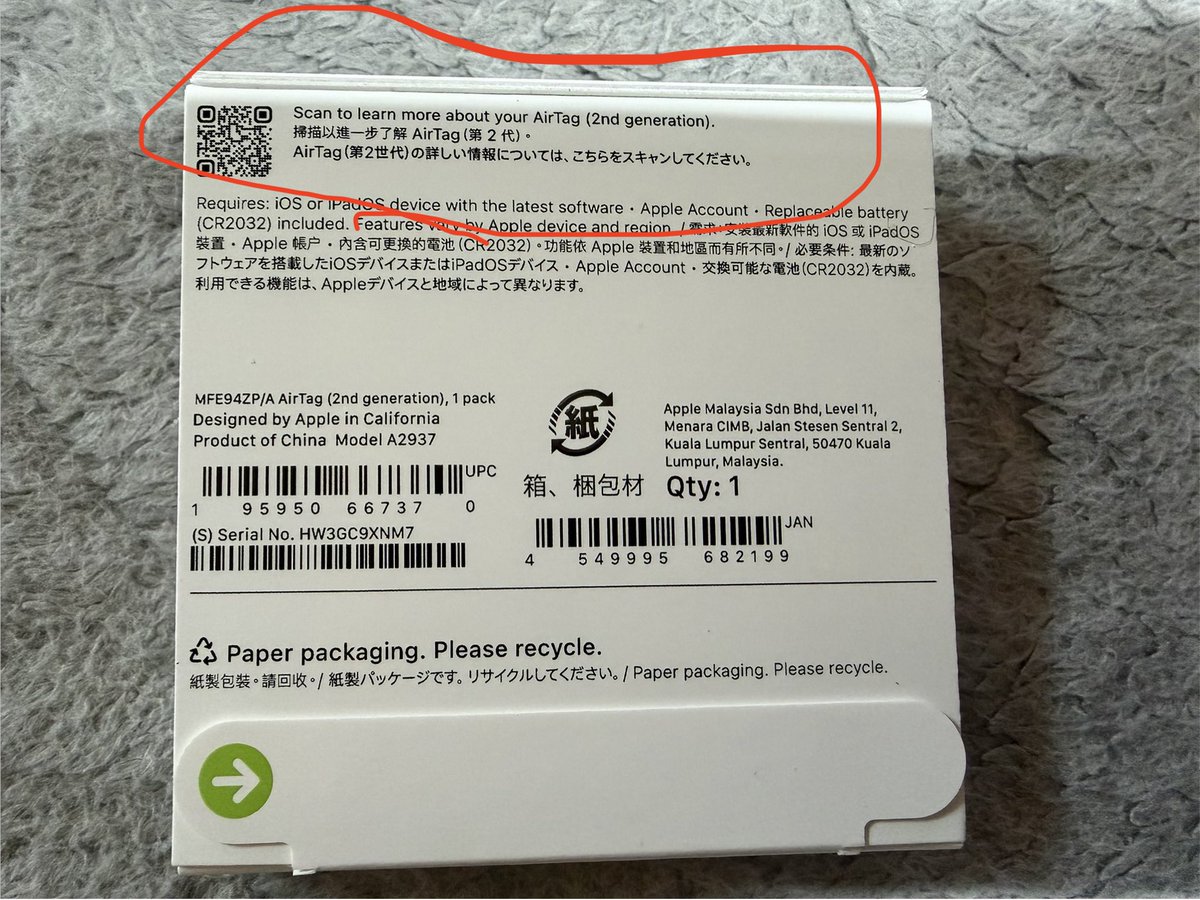 Scan to learn more about your AirTag (2nd generation).
掃描以進一步了解 AirTag（第 2 代）。
AirTag（第2世代）の詳しい情報については、こちらをスキャンしてください。
Requires: iOS or iPadOS device with the latest software • Apple Account • Replaceable battery
(CR2032) included. Features vary by Apple device and region. / 需求：安裝最新軟件的 iOS 或 iPadOS
裝置 • Apple 帳戶 • 內含可更換的電池（CR2032）。功能依 Apple 裝置和地區而有所不同。/ 必要条件: 最新のソ
フトウェアを搭載したiOSデバイスまたはiPadOSデバイス • Apple Account • 交換可能な電池（CR2032）を内蔵。
利用できる機能は、Appleデバイスと地域によって異なります。
MFE94ZP/A AirTag (2nd generation), 1 pack
Designed by Apple in California
Product of China Model A2937
UPC
1 95950 66737 0
(S) Serial No. HW3GC9XNM7
紙
箱、梱包材
Apple Malaysia Sdn Bhd, Level 11,
Menara CIMB, Jalan Stesen Sentral 2,
Kuala Lumpur Sentral, 50470 Kuala
Lumpur, Malaysia.
Qty: 1
JAN
4 549995 682199
Paper packaging. Please recycle.
紙製包裝。請回收。/ 紙製パッケージです。リサイクルしてください。/ Paper packaging. Please recycle.